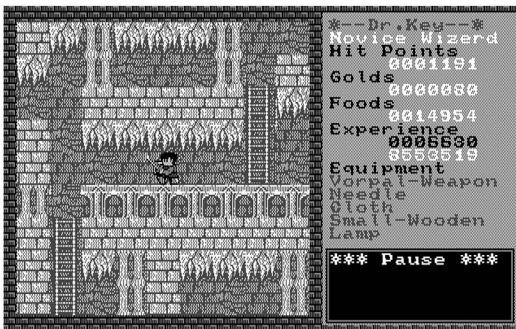 *--Dr.Key--*
Novice Wizerd
Hit Points
0001191
Golds
0000080
Foods
0014954
Experience
0006630
8553519
Equipment
Vorpal-Weapon
Needle
Cloth
Small-Wooden
Lamp
*** Pause ***